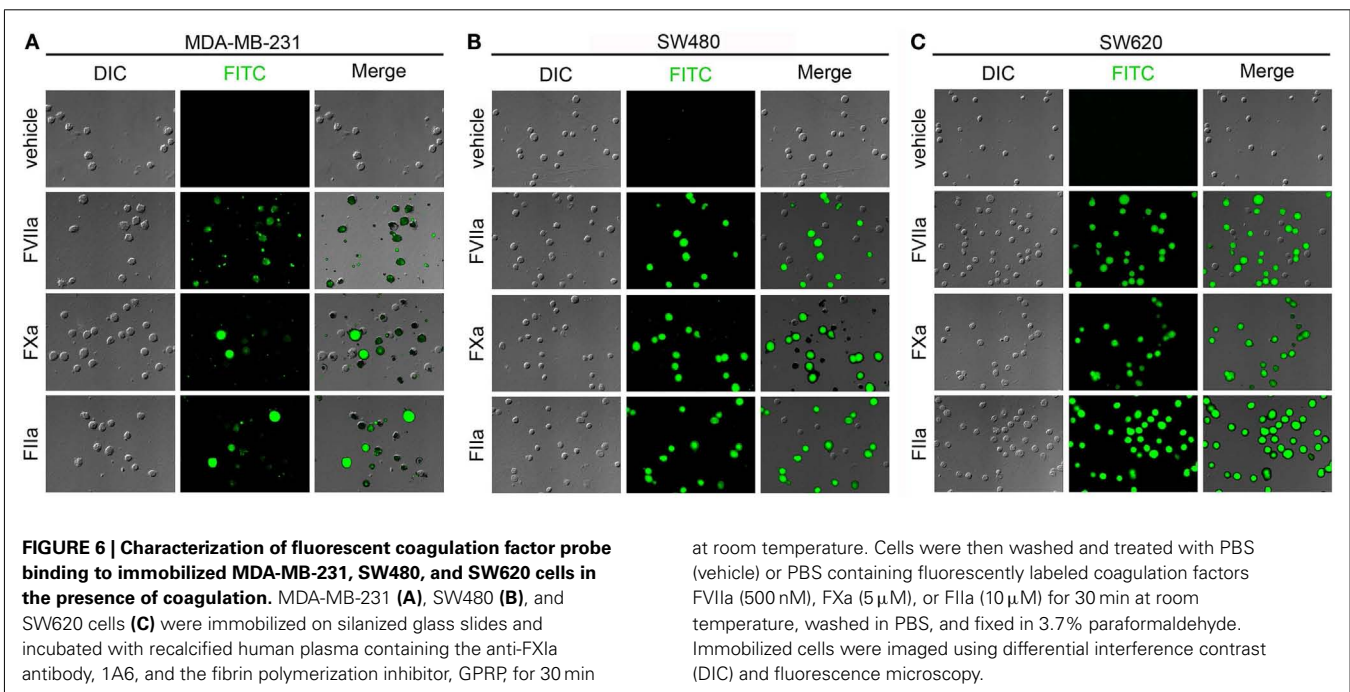 A
MDA-MB-231
DIC FITC Merge
vehicle
FVIIa
FXa
FIIa
B
SW480
DIC FITC Merge
vehicle
FVIIa
FXa
FIIa
C
SW620
DIC FITC Merge
vehicle
FVIIa
FXa
FIIa
FIGURE 6 | Characterization of fluorescent coagulation factor probe
binding to immobilized MDA-MB-231, SW480, and SW620 cells in
the presence of coagulation. MDA-MB-231 (A), SW480 (B), and
SW620 cells (C) were immobilized on silanized glass slides and
incubated with recalcified human plasma containing the anti-FXIa
antibody, 1A6, and the fibrin polymerization inhibitor, GPRP, for 30 min
at room temperature. Cells were then washed and treated with PBS
(vehicle) or PBS containing fluorescently labeled coagulation factors
FVIIa (500 nM), FXa (5 μM), or FIIa (10 μM) for 30 min at room
temperature, washed in PBS, and fixed in 3.7% paraformaldehyde.
Immobilized cells were imaged using differential interference contrast
(DIC) and fluorescence microscopy.